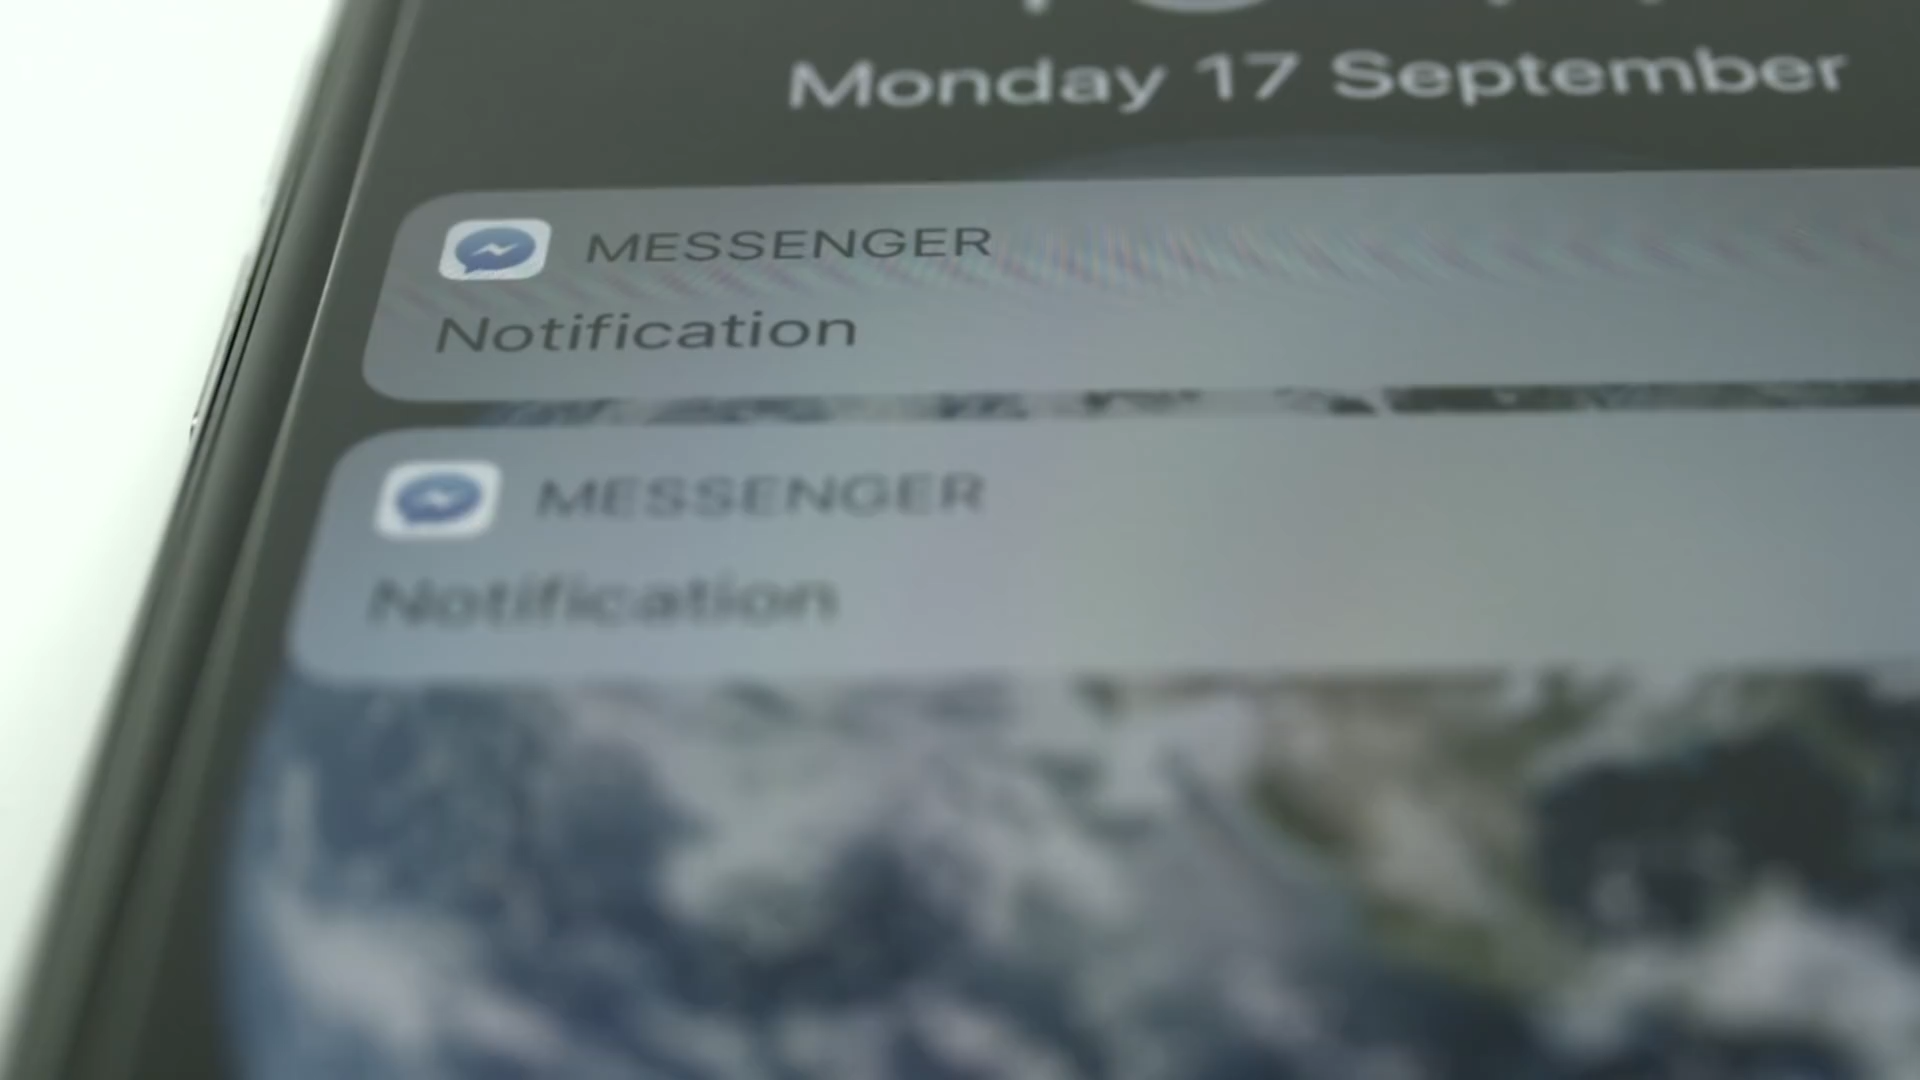 Monday 17 September
MESSENGER
Notification
MESSENGER
Notification